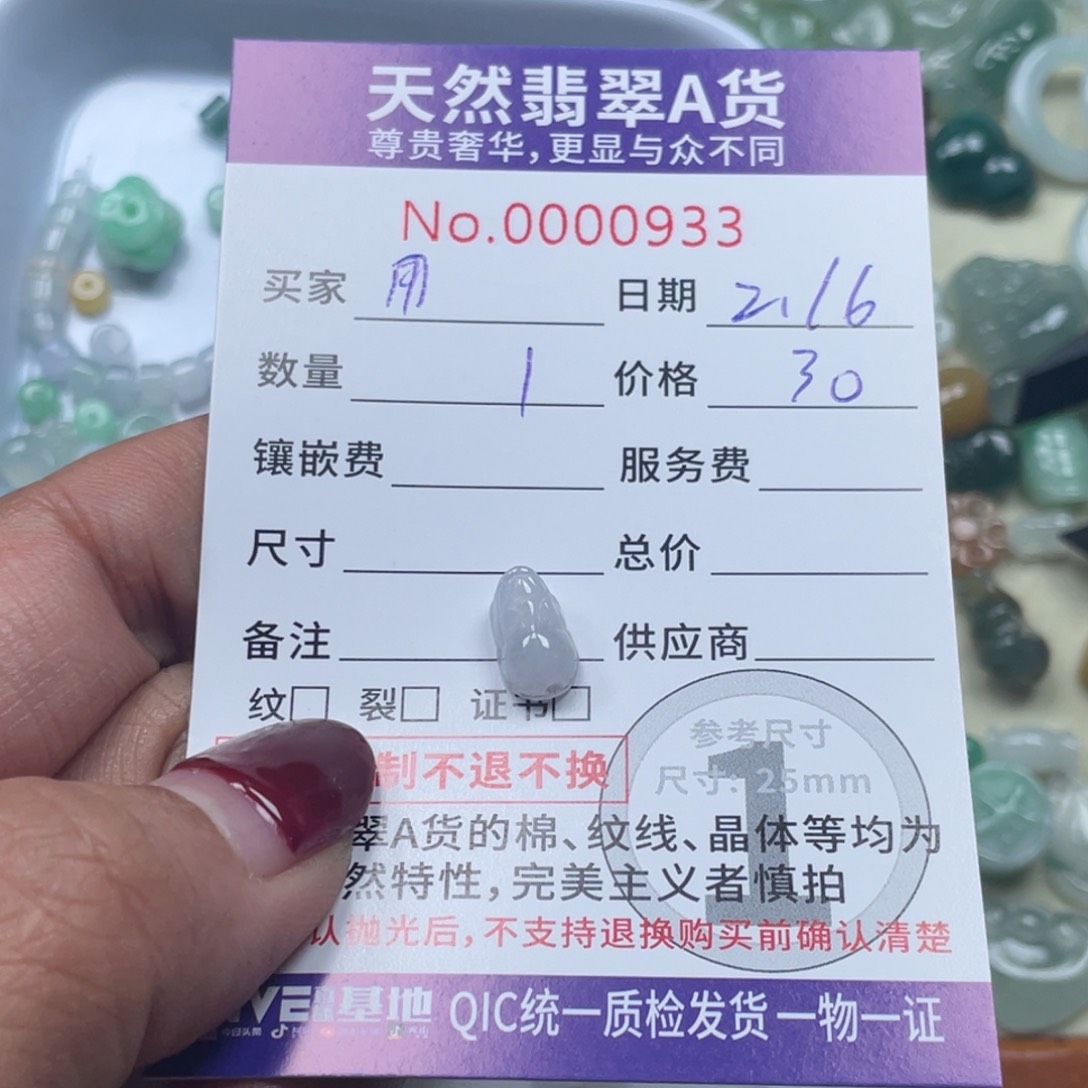 天然翡翠A货
尊贵奢华，更显与众不同
No.0000933
买家 日期 2.16
数量 1 价格 30
镶嵌费 服务费
尺寸 总价
备注 供应商
纹□ 裂□ 证书□
参考尺寸
制不退不换
尺寸：25mm
1
翠A货的棉、纹线、晶体等均为
然特性，完美主义者慎拍
认抛光后，不支持退换购买前确认清楚
基地 QIC统一质检发货一物一证